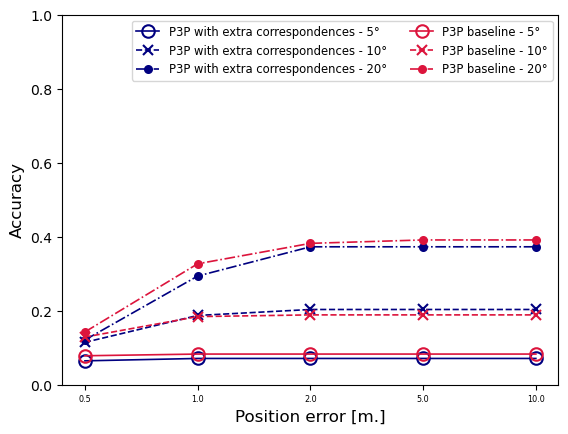 1.0
0.8
0.6
0.4
0.2
0.0
Accuracy
P3P with extra correspondences - 5°
P3P with extra correspondences - 10°
P3P with extra correspondences - 20°
P3P baseline - 5°
P3P baseline - 10°
P3P baseline - 20°
0.5 1.0 2.0 5.0 10.0
Position error [m.]